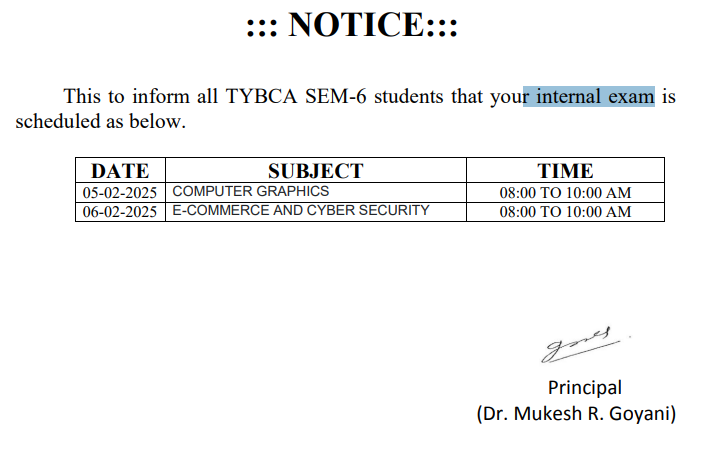 ::: NOTICE:::
This to inform all TYBCA SEM-6 students that your internal exam is
scheduled as below.
DATE SUBJECT TIME
05-02-2025 COMPUTER GRAPHICS 08:00 TO 10:00 AM
06-02-2025 E-COMMERCE AND CYBER SECURITY 08:00 TO 10:00 AM
Principal
(Dr. Mukesh R. Goyani)